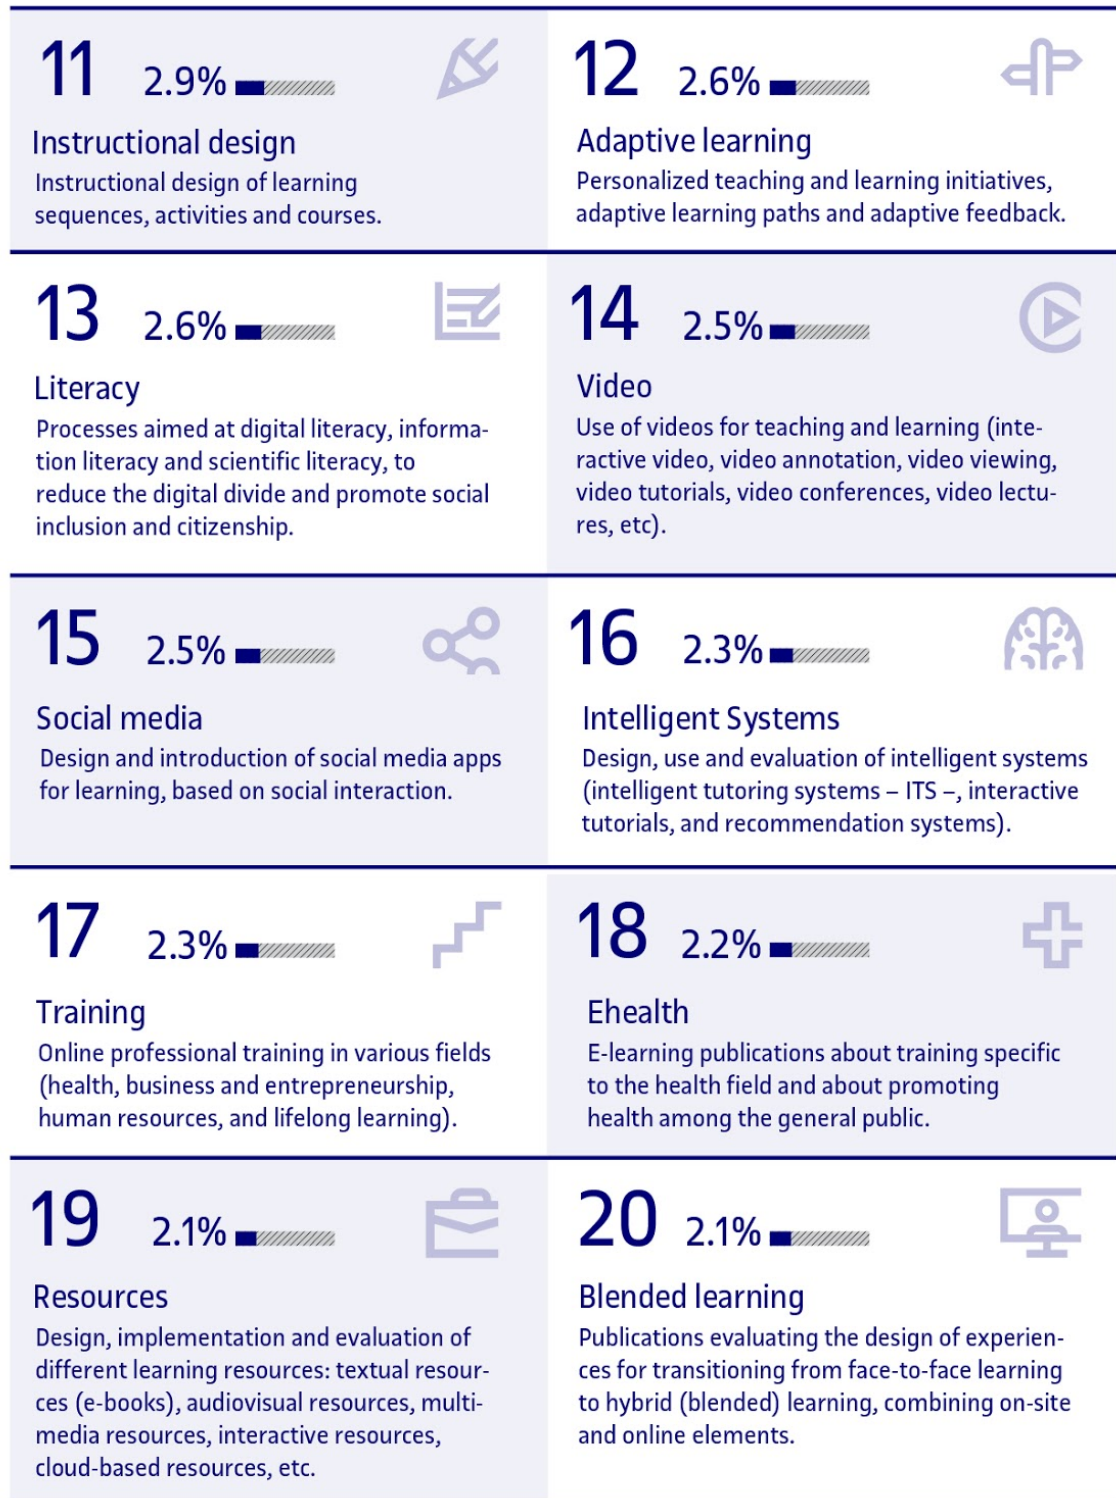 11 2.9%
Instructional design
Instructional design of learning
sequences, activities and courses.
12 2.6%
Adaptive learning
Personalized teaching and learning initiatives,
adaptive learning paths and adaptive feedback.
13 2.6%
Literacy
Processes aimed at digital literacy, informa-
tion literacy and scientific literacy, to
reduce the digital divide and promote social
inclusion and citizenship.
14 2.5%
Video
Use of videos for teaching and learning (inte-
ractive video, video annotation, video viewing,
video tutorials, video conferences, video lectu-
res, etc).
15 2.5%
Social media
Design and introduction of social media apps
for learning, based on social interaction.
16 2.3%
Intelligent Systems
Design, use and evaluation of intelligent systems
(intelligent tutoring systems – ITS –, interactive
tutorials, and recommendation systems).
17 2.3%
Training
Online professional training in various fields
(health, business and entrepreneurship,
human resources, and lifelong learning).
18 2.2%
Ehealth
E-learning publications about training specific
to the health field and about promoting
health among the general public.
19 2.1%
Resources
Design, implementation and evaluation of
different learning resources: textual resour-
ces (e-books), audiovisual resources, multi-
media resources, interactive resources,
cloud-based resources, etc.
20 2.1%
Blended learning
Publications evaluating the design of experien-
ces for transitioning from face-to-face learning
to hybrid (blended) learning, combining on-site
and online elements.